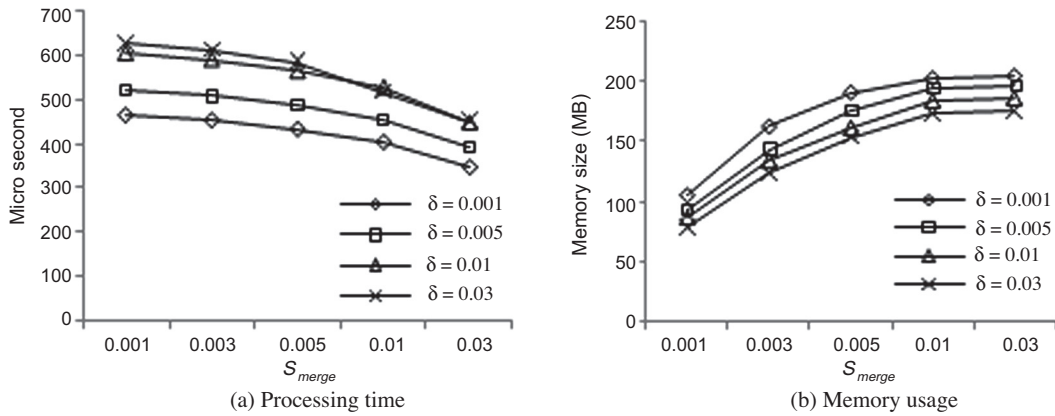 700
600
500
400
300
200
100
0
Micro second
0.001 0.003 0.005 0.01 0.03
S_merge
δ = 0.001
δ = 0.005
δ = 0.01
δ = 0.03
(a) Processing time
250
200
150
100
50
0
Memory size (MB)
0.001 0.003 0.005 0.01 0.03
S_merge
δ = 0.001
δ = 0.005
δ = 0.01
δ = 0.03
(b) Memory usage